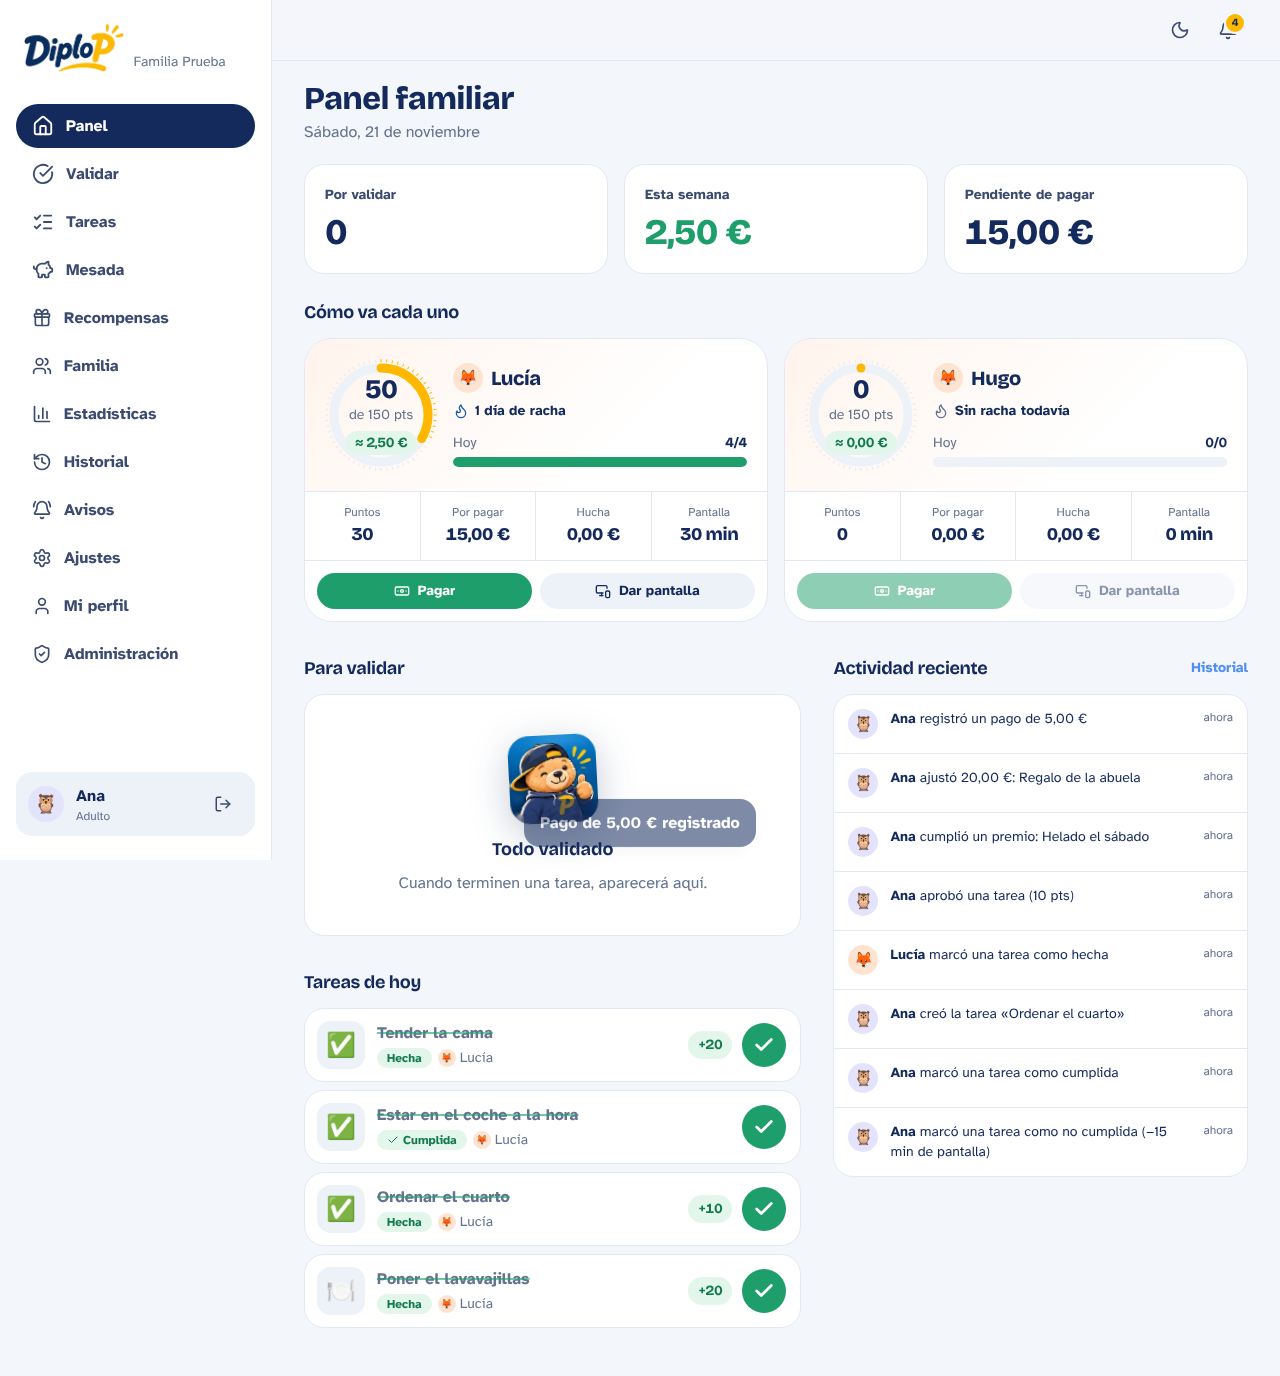 DiploP
Familia Prueba
Panel
Validar
Tareas
Mesada
Recompensas
Familia
Estadísticas
Historial
Avisos
Ajustes
Mi perfil
Administración
Ana
Adulto
4
Panel familiar
Sábado, 21 de noviembre
Por validar
0
Esta semana
2,50 €
Pendiente de pagar
15,00 €
Cómo va cada uno
50
de 150 pts
≈ 2,50 €
Lucía
1 día de racha
Hoy 4/4
Puntos
30
Por pagar
15,00 €
Hucha
0,00 €
Pantalla
30 min
Pagar
Dar pantalla
0
de 150 pts
≈ 0,00 €
Hugo
Sin racha todavía
Hoy 0/0
Puntos
0
Por pagar
0,00 €
Hucha
0,00 €
Pantalla
0 min
Pagar
Dar pantalla
Para validar
P
Pago de 5,00 € registrado
Todo validado
Cuando terminen una tarea, aparecerá aquí.
Tareas de hoy
Tender la cama
Hecha Lucía
+20
Estar en el coche a la hora
Cumplida Lucía
Ordenar el cuarto
Hecha Lucía
+10
Poner el lavavajillas
Hecha Lucía
+20
Actividad reciente
Historial
Ana registró un pago de 5,00 € ahora
Ana ajustó 20,00 €: Regalo de la abuela ahora
Ana cumplió un premio: Helado el sábado ahora
Ana aprobó una tarea (10 pts) ahora
Lucía marcó una tarea como hecha ahora
Ana creó la tarea «Ordenar el cuarto» ahora
Ana marcó una tarea como cumplida ahora
Ana marcó una tarea como no cumplida (−15 ahora
min de pantalla)